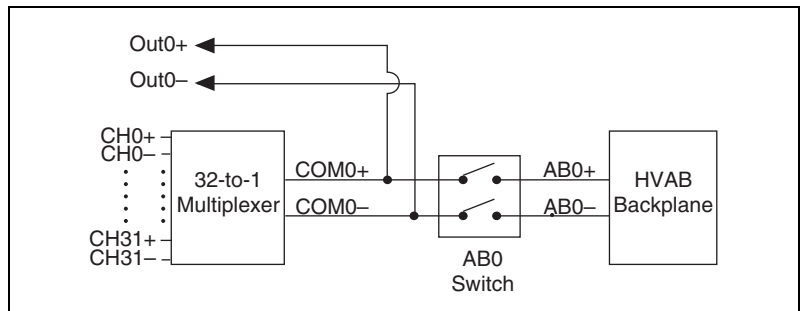 Out0+
Out0–
CH0+
CH0–
CH31+
CH31–
32-to-1
Multiplexer
COM0+
COM0–
AB0
Switch
AB0+
AB0–
HVAB
Backplane